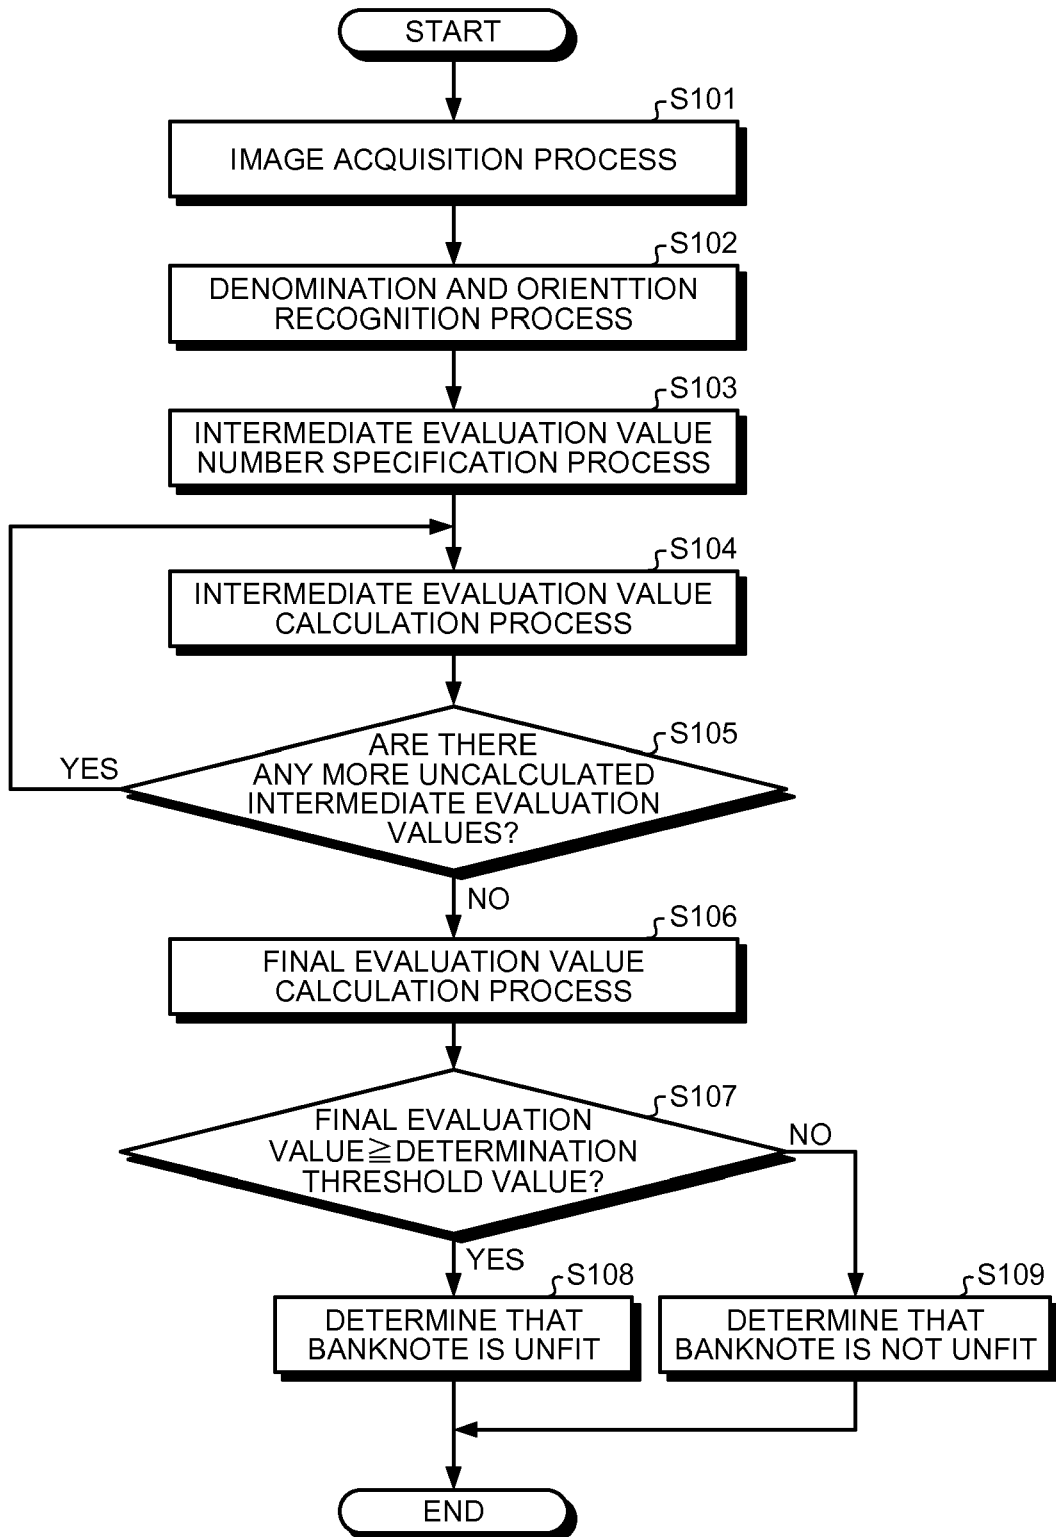 START
S101
IMAGE ACQUISITION PROCESS
S102
DENOMINATION AND ORIENTTION
RECOGNITION PROCESS
S103
INTERMEDIATE EVALUATION VALUE
NUMBER SPECIFICATION PROCESS
S104
INTERMEDIATE EVALUATION VALUE
CALCULATION PROCESS
S105
YES
ARE THERE
ANY MORE UNCALCULATED
INTERMEDIATE EVALUATION
VALUES?
NO
S106
FINAL EVALUATION VALUE
CALCULATION PROCESS
S107
FINAL EVALUATION
VALUE≧DETERMINATION
THRESHOLD VALUE?
NO
YES
S108
DETERMINE THAT
BANKNOTE IS UNFIT
S109
DETERMINE THAT
BANKNOTE IS NOT UNFIT
END